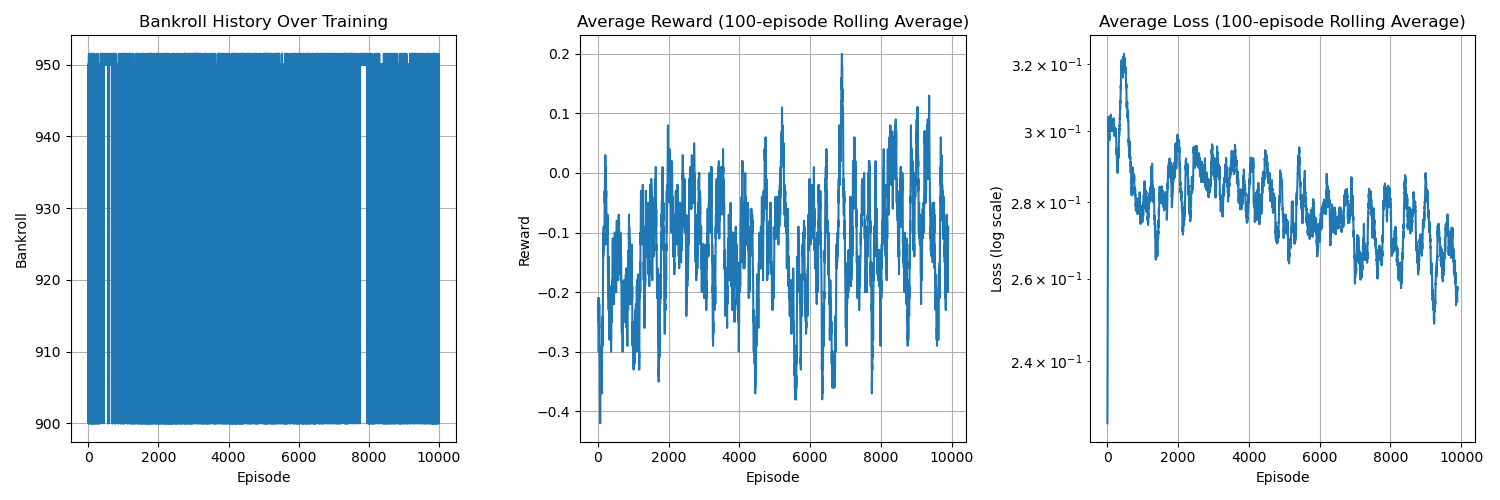 Bankroll History Over Training
Bankroll
950
940
930
920
910
900
0 2000 4000 6000 8000 10000
Episode
Average Reward (100-episode Rolling Average)
Reward
0.2
0.1
0.0
−0.1
−0.2
−0.3
−0.4
0 2000 4000 6000 8000 10000
Episode
Average Loss (100-episode Rolling Average)
Loss (log scale)
3.2 × 10⁻¹
3 × 10⁻¹
2.8 × 10⁻¹
2.6 × 10⁻¹
2.4 × 10⁻¹
0 2000 4000 6000 8000 10000
Episode